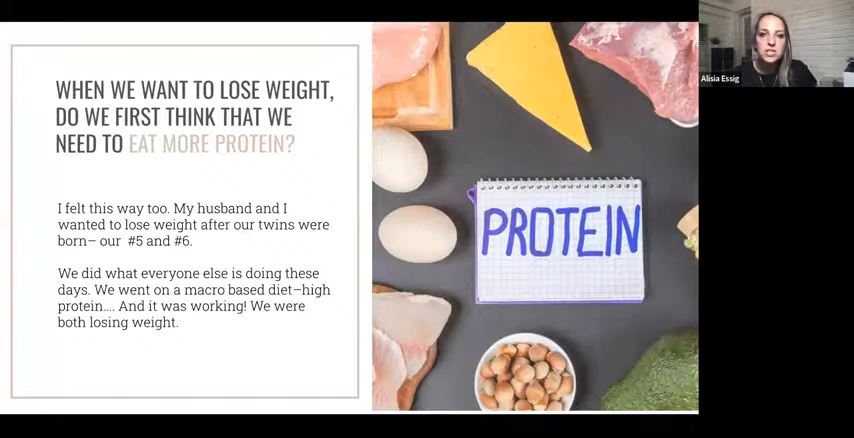 WHEN WE WANT TO LOSE WEIGHT,
DO WE FIRST THINK THAT WE
NEED TO EAT MORE PROTEIN?
I felt this way too. My husband and I
wanted to lose weight after our twins were
born– our #5 and #6.
We did what everyone else is doing these
days. We went on a macro based diet–high
protein.... And it was working! We were
both losing weight.
PROTEIN
Alisia Essig